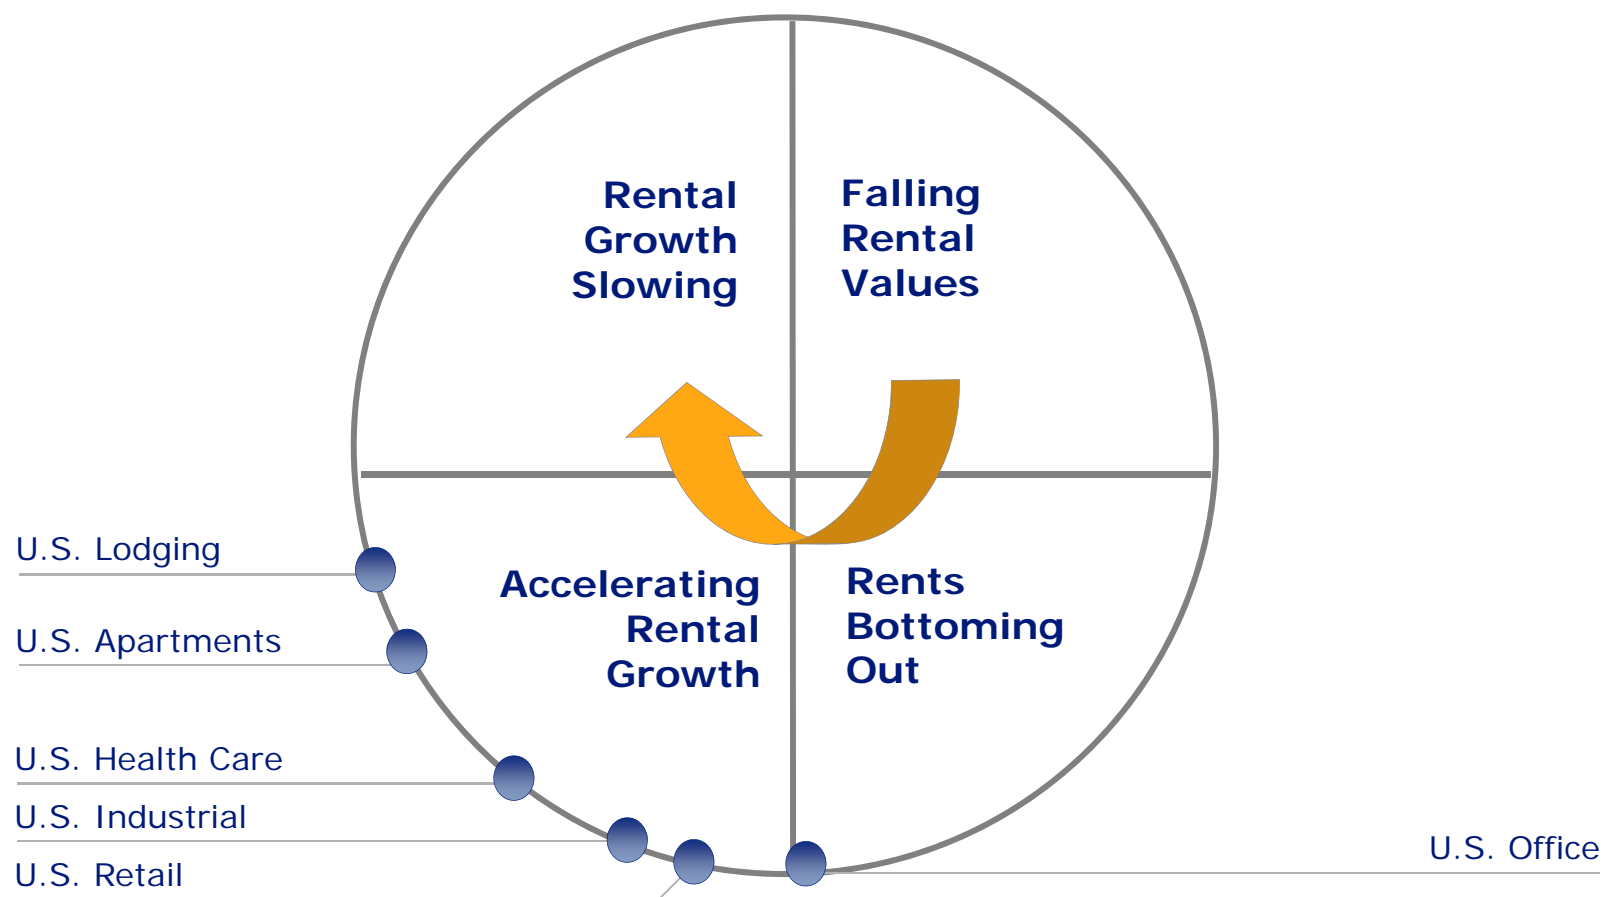 Rental
Growth
Slowing
Falling
Rental
Values
Accelerating
Rental
Growth
Rents
Bottoming
Out
U.S. Lodging
U.S. Apartments
U.S. Health Care
U.S. Industrial
U.S. Retail
U.S. Office